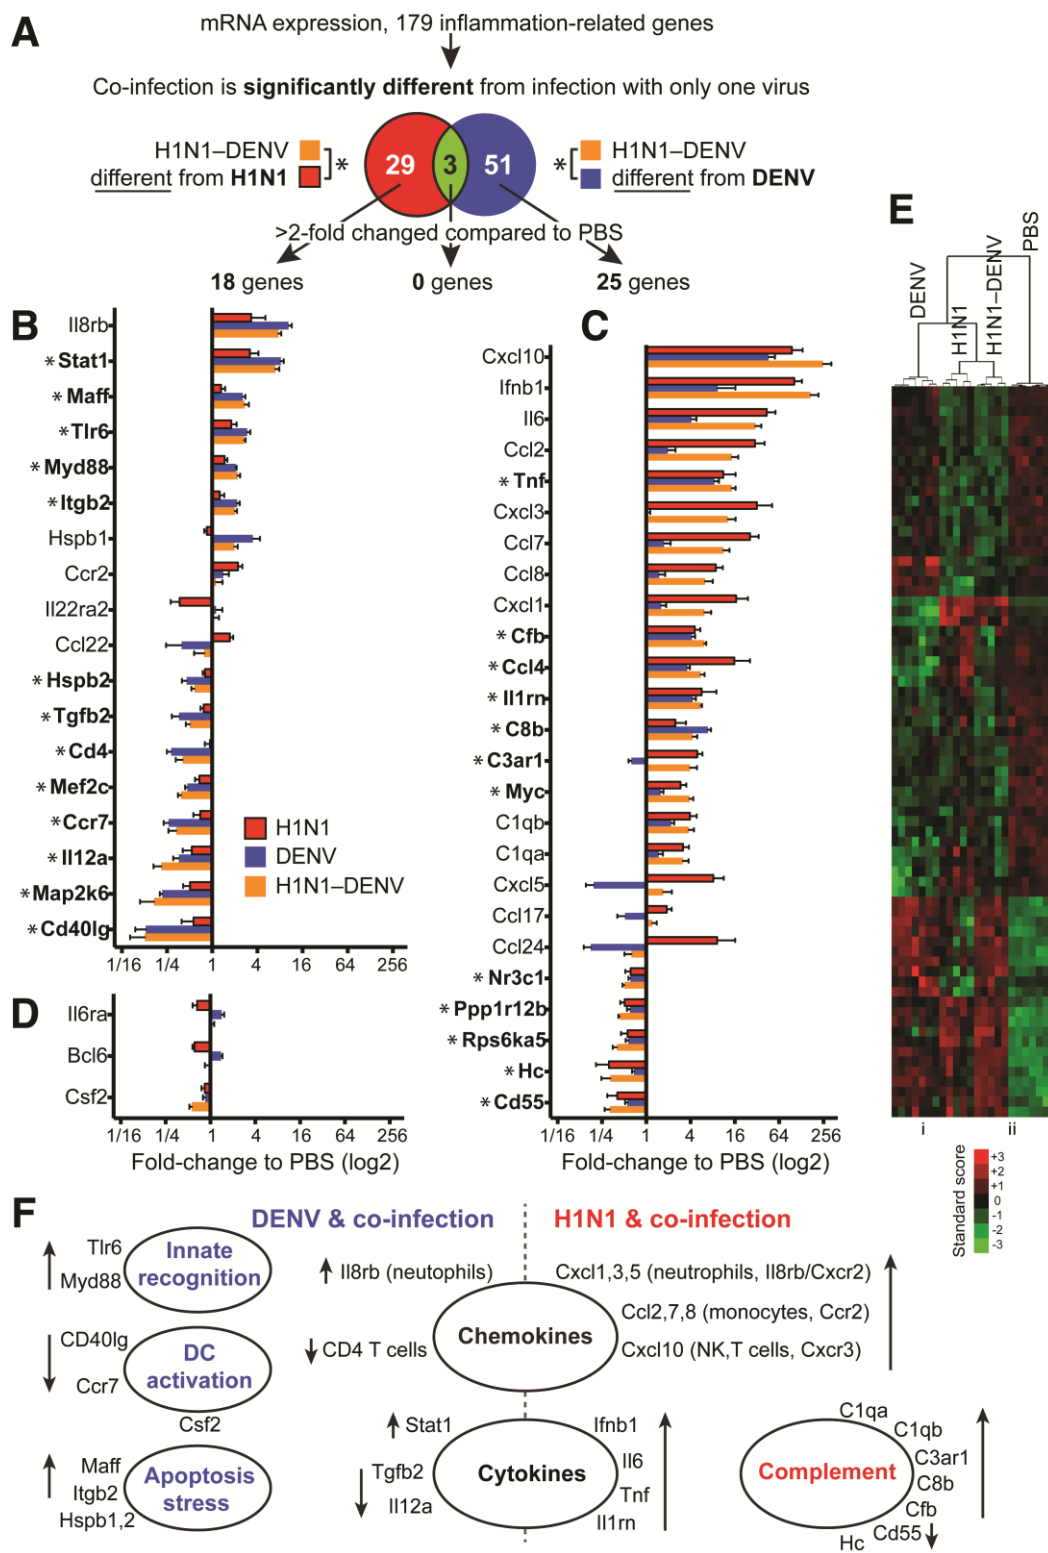 A
mRNA expression, 179 inflammation-related genes
Co-infection is significantly different from infection with only one virus
H1N1–DENV
different from H1N1
*
29
3
51
*
H1N1–DENV
different from DENV
>2-fold changed compared to PBS
18 genes
0 genes
25 genes
B
Il8rb
* Stat1
* Maff
* Tlr6
* Myd88
* Itgb2
Hspb1
Ccr2
Il22ra2
Ccl22
* Hspb2
* Tgfb2
* Cd4
* Mef2c
* Ccr7
* Il12a
* Map2k6
* Cd40lg
H1N1
DENV
H1N1–DENV
1/16 1/4 1 4 16 64 256
C
Cxcl10
Ifnb1
Il6
Ccl2
* Tnf
Cxcl3
Ccl7
Ccl8
Cxcl1
* Cfb
* Ccl4
* Il1rn
* C8b
* C3ar1
* Myc
C1qb
C1qa
Cxcl5
Ccl17
Ccl24
* Nr3c1
* Ppp1r12b
* Rps6ka5
* Hc
* Cd55
1/16 1/4 1 4 16 64 256
Fold-change to PBS (log2)
D
Il6ra
Bcl6
Csf2
1/16 1/4 1 4 16 64 256
Fold-change to PBS (log2)
E
DENV
H1N1
H1N1–DENV
PBS
i
ii
Standard score
+3
+2
+1
0
-1
-2
-3
F
DENV & co-infection
H1N1 & co-infection
Tlr6
Myd88
Innate
recognition
CD40lg
Ccr7
DC
activation
Csf2
Maff
Itgb2
Hspb1,2
Apoptosis
stress
Il8rb (neutophils)
CD4 T cells
Chemokines
Cxcl1,3,5 (neutrophils, Il8rb/Cxcr2)
Ccl2,7,8 (monocytes, Ccr2)
Cxcl10 (NK,T cells, Cxcr3)
Stat1
Tgfb2
Il12a
Cytokines
Ifnb1
Il6
Tnf
Il1rn
Complement
C1qa
C1qb
C3ar1
C8b
Cfb
Cd55
Hc